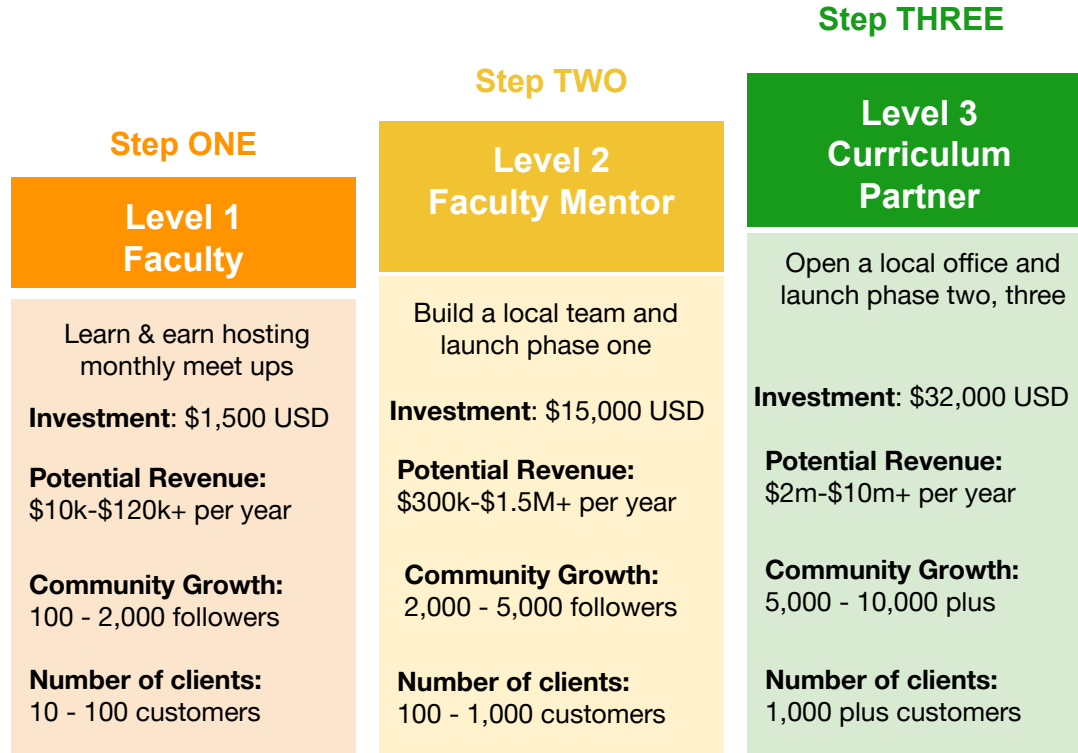 Step ONE
Level 1
Faculty
Learn & earn hosting
monthly meet ups
Investment: $1,500 USD
Potential Revenue:
$10k-$120k+ per year
Community Growth:
100 - 2,000 followers
Number of clients:
10 - 100 customers
Step TWO
Level 2
Faculty Mentor
Build a local team and
launch phase one
Investment: $15,000 USD
Potential Revenue:
$300k-$1.5M+ per year
Community Growth:
2,000 - 5,000 followers
Number of clients:
100 - 1,000 customers
Step THREE
Level 3
Curriculum
Partner
Open a local office and
launch phase two, three
Investment: $32,000 USD
Potential Revenue:
$2m-$10m+ per year
Community Growth:
5,000 - 10,000 plus
Number of clients:
1,000 plus customers